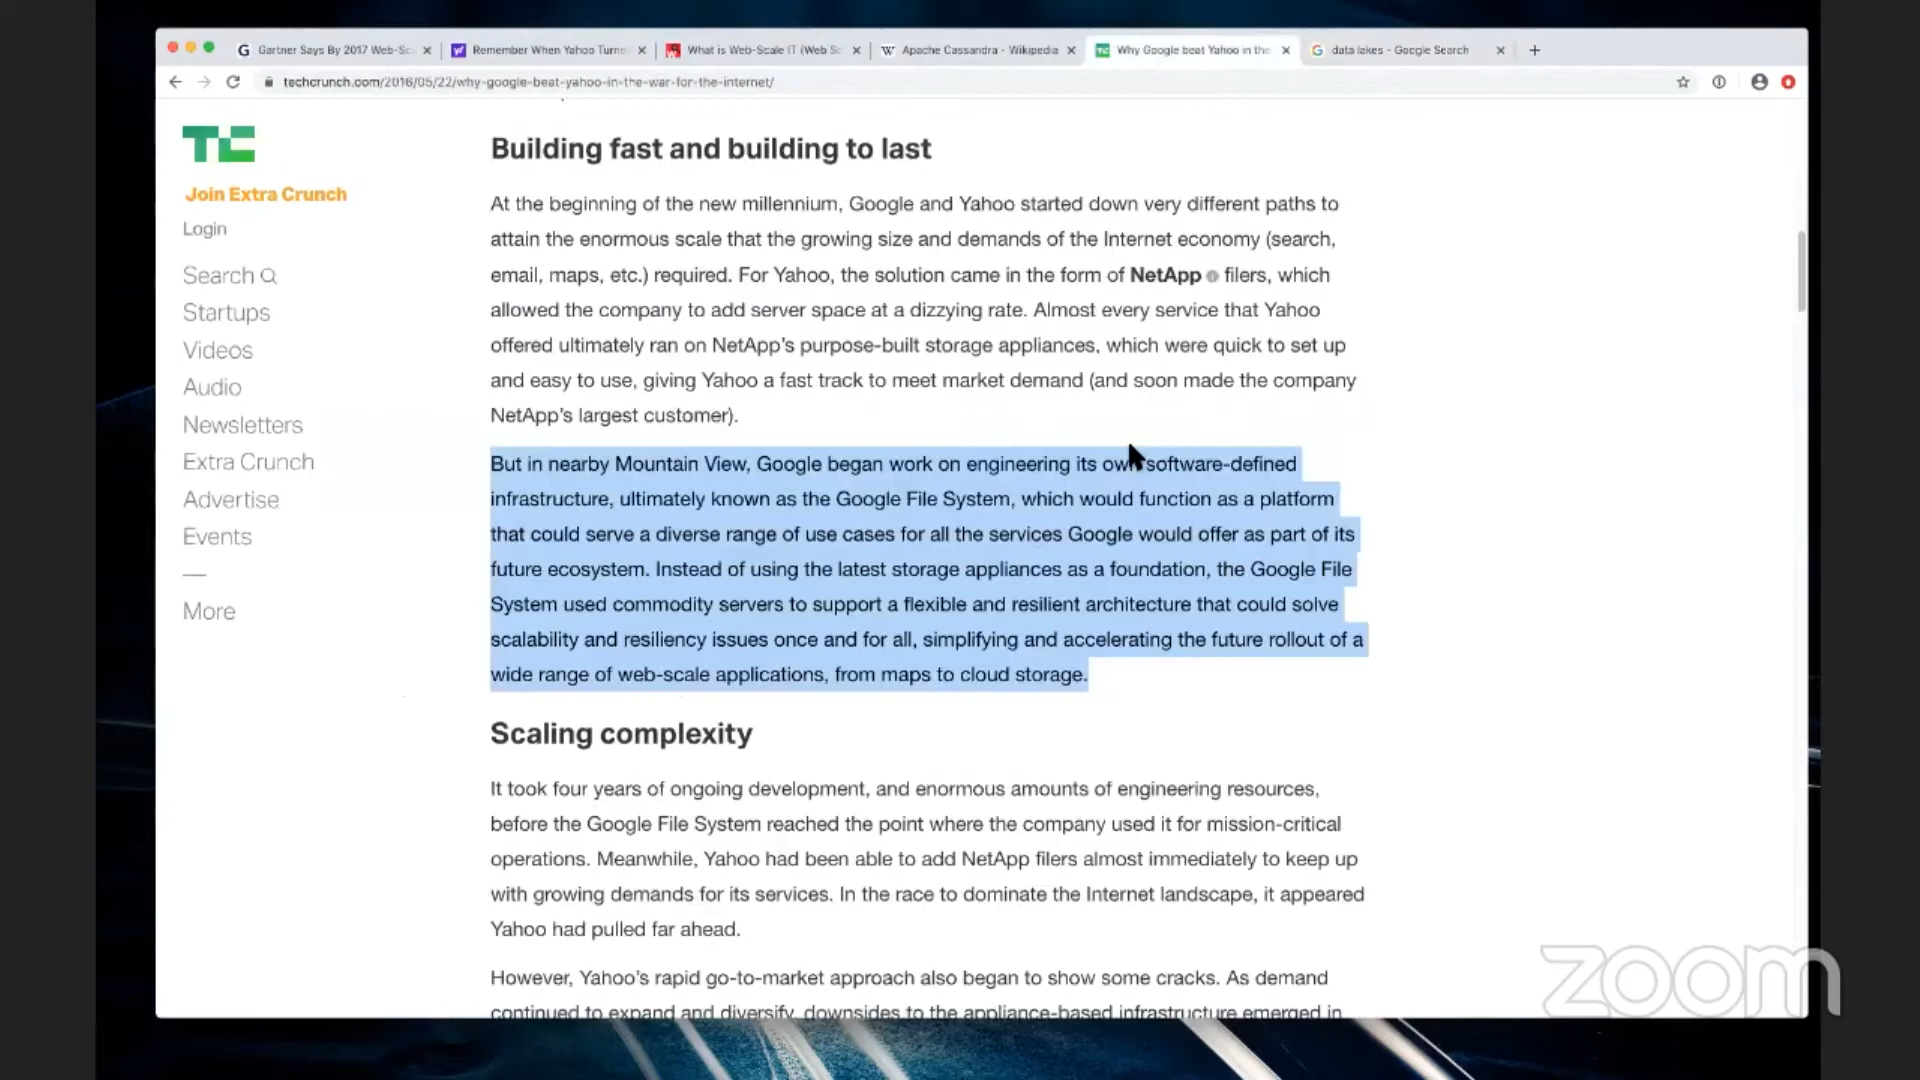 Gartner Says By 2017 Web-Sc
Remember When Yahoo Turne
What is Web-Scale IT (Web Sc
Apache Cassandra - Wikipedia
Why Google beat Yahoo in the
data lakes - Google Search
techcrunch.com/2016/05/22/why-google-beat-yahoo-in-the-war-for-the-internet/
TC
Join Extra Crunch
Login
Search
Startups
Videos
Audio
Newsletters
Extra Crunch
Advertise
Events
More
Building fast and building to last
At the beginning of the new millennium, Google and Yahoo started down very different paths to
attain the enormous scale that the growing size and demands of the Internet economy (search,
email, maps, etc.) required. For Yahoo, the solution came in the form of NetApp filers, which
allowed the company to add server space at a dizzying rate. Almost every service that Yahoo
offered ultimately ran on NetApp's purpose-built storage appliances, which were quick to set up
and easy to use, giving Yahoo a fast track to meet market demand (and soon made the company
NetApp's largest customer).
But in nearby Mountain View, Google began work on engineering its own software-defined
infrastructure, ultimately known as the Google File System, which would function as a platform
that could serve a diverse range of use cases for all the services Google would offer as part of its
future ecosystem. Instead of using the latest storage appliances as a foundation, the Google File
System used commodity servers to support a flexible and resilient architecture that could solve
scalability and resiliency issues once and for all, simplifying and accelerating the future rollout of a
wide range of web-scale applications, from maps to cloud storage.
Scaling complexity
It took four years of ongoing development, and enormous amounts of engineering resources,
before the Google File System reached the point where the company used it for mission-critical
operations. Meanwhile, Yahoo had been able to add NetApp filers almost immediately to keep up
with growing demands for its services. In the race to dominate the Internet landscape, it appeared
Yahoo had pulled far ahead.
However, Yahoo's rapid go-to-market approach also began to show some cracks. As demand
continued to expand and diversify, downsides to the appliance-based infrastructure emerged in
zoom